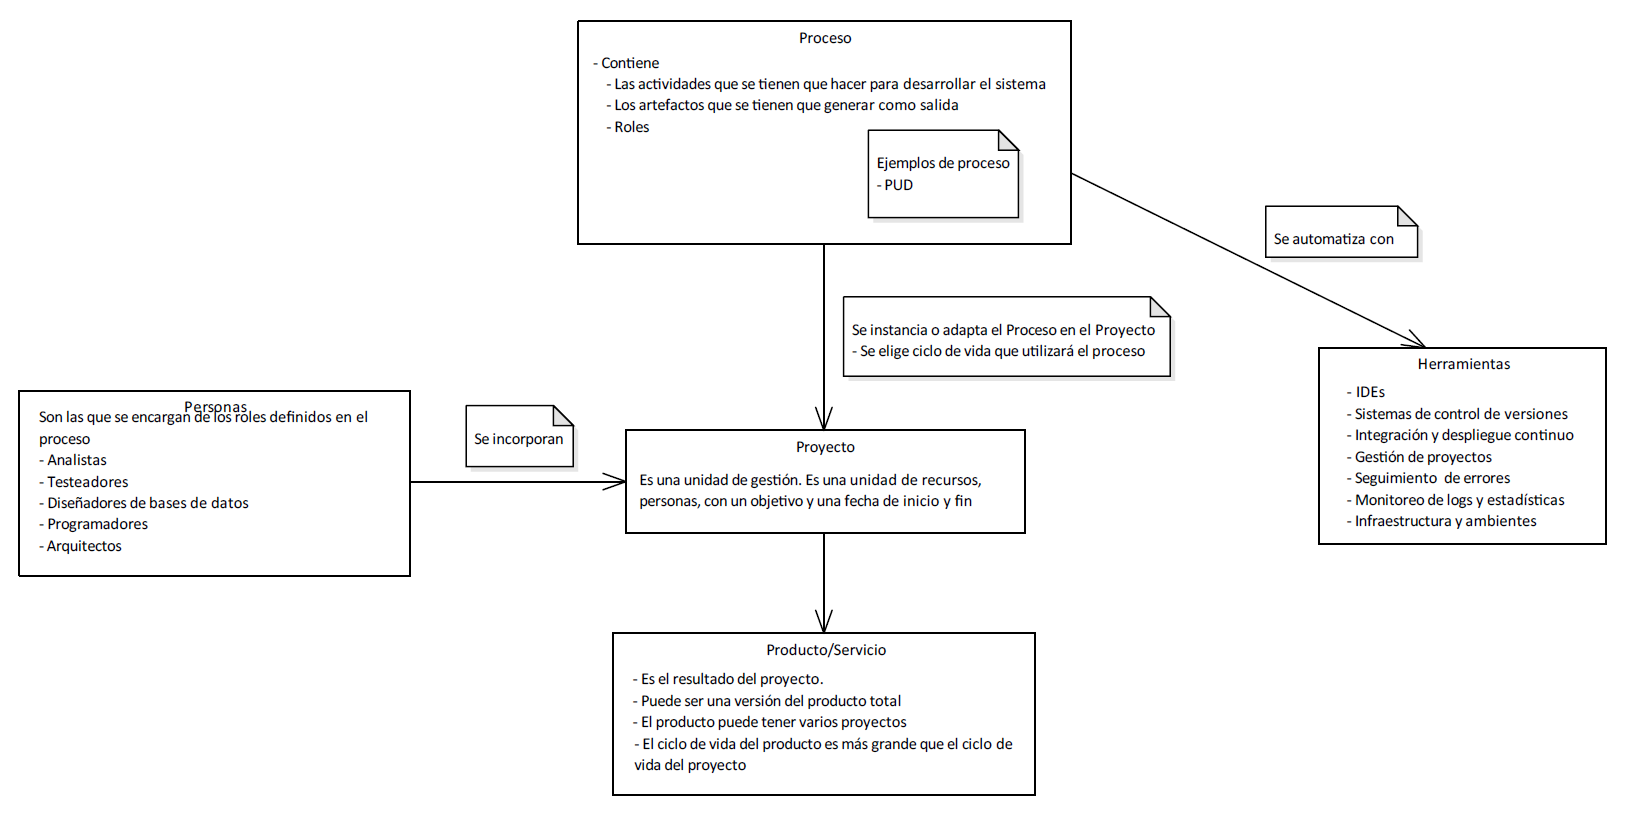 Proceso
- Contiene
- Las actividades que se tienen que hacer para desarrollar el sistema
- Los artefactos que se tienen que generar como salida
- Roles
Ejemplos de proceso
- PUD
Se automatiza con
Se instancia o adapta el Proceso en el Proyecto
- Se elige ciclo de vida que utilizará el proceso
Herramientas
- IDEs
- Sistemas de control de versiones
- Integración y despliegue continuo
- Gestión de proyectos
- Seguimiento de errores
- Monitoreo de logs y estadísticas
- Infraestructura y ambientes
Personas
Son las que se encargan de los roles definidos en el
proceso
- Analistas
- Testeadores
- Diseñadores de bases de datos
- Programadores
- Arquitectos
Se incorporan
Proyecto
Es una unidad de gestión. Es una unidad de recursos,
personas, con un objetivo y una fecha de inicio y fin
Producto/Servicio
- Es el resultado del proyecto.
- Puede ser una versión del producto total
- El producto puede tener varios proyectos
- El ciclo de vida del producto es más grande que el ciclo de
vida del proyecto